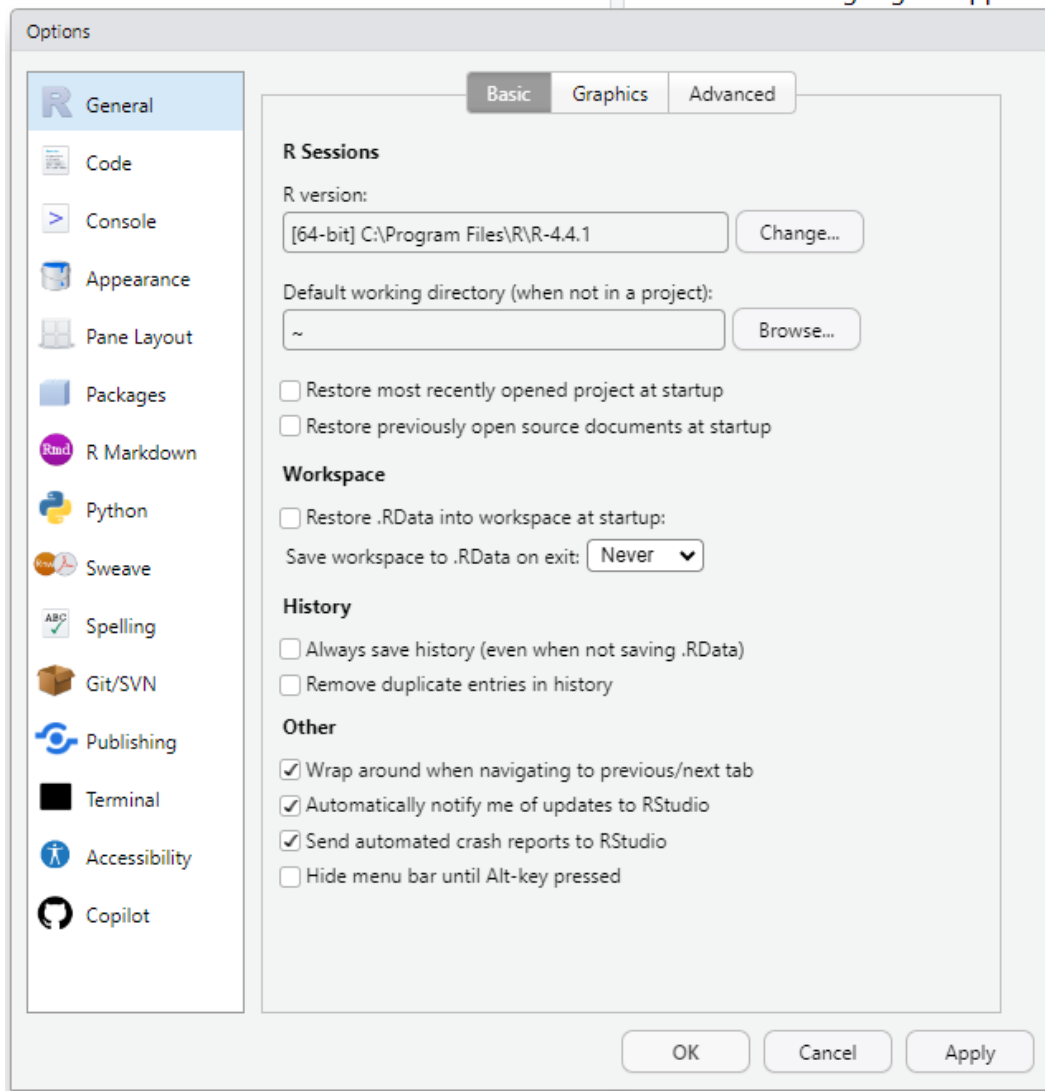 Options
General
Code
Console
Appearance
Pane Layout
Packages
Rmd R Markdown
Python
Sweave
ABC Spelling
Git/SVN
Publishing
Terminal
Accessibility
Copilot
Basic Graphics Advanced
R Sessions
R version:
[64-bit] C:\Program Files\R\R-4.4.1 Change...
Default working directory (when not in a project):
~ Browse...
Restore most recently opened project at startup
Restore previously open source documents at startup
Workspace
Restore .RData into workspace at startup:
Save workspace to .RData on exit: Never
History
Always save history (even when not saving .RData)
Remove duplicate entries in history
Other
Wrap around when navigating to previous/next tab
Automatically notify me of updates to RStudio
Send automated crash reports to RStudio
Hide menu bar until Alt-key pressed
OK Cancel Apply